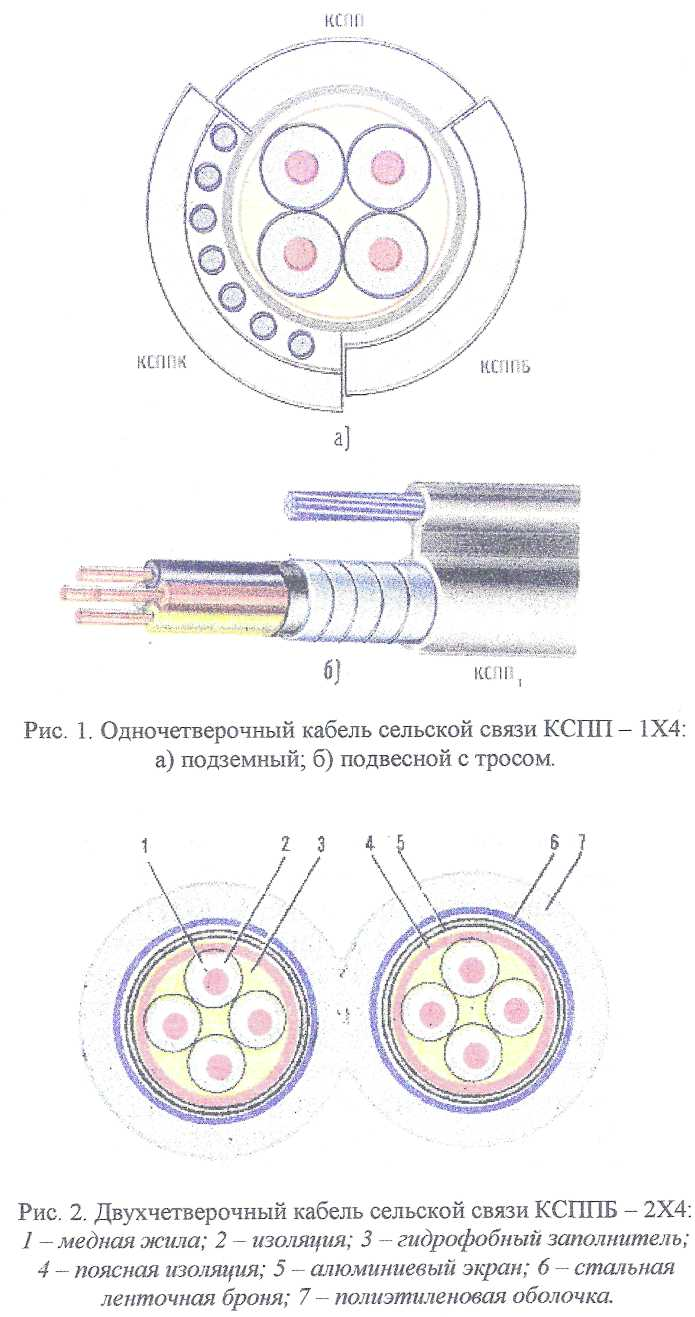 КСПП
КСППК
КСППБ
а)
б)
КСПП₁
Рис. 1. Одночетверочный кабель сельской связи КСПП – 1Х4:
а) подземный; б) подвесной с тросом.
1 2 3 4 5 6 7
Рис. 2. Двухчетверочный кабель сельской связи КСППБ – 2Х4:
1 – медная жила; 2 – изоляция; 3 – гидрофобный заполнитель;
4 – поясная изоляция; 5 – алюминиевый экран; 6 – стальная
ленточная броня; 7 – полиэтиленовая оболочка.